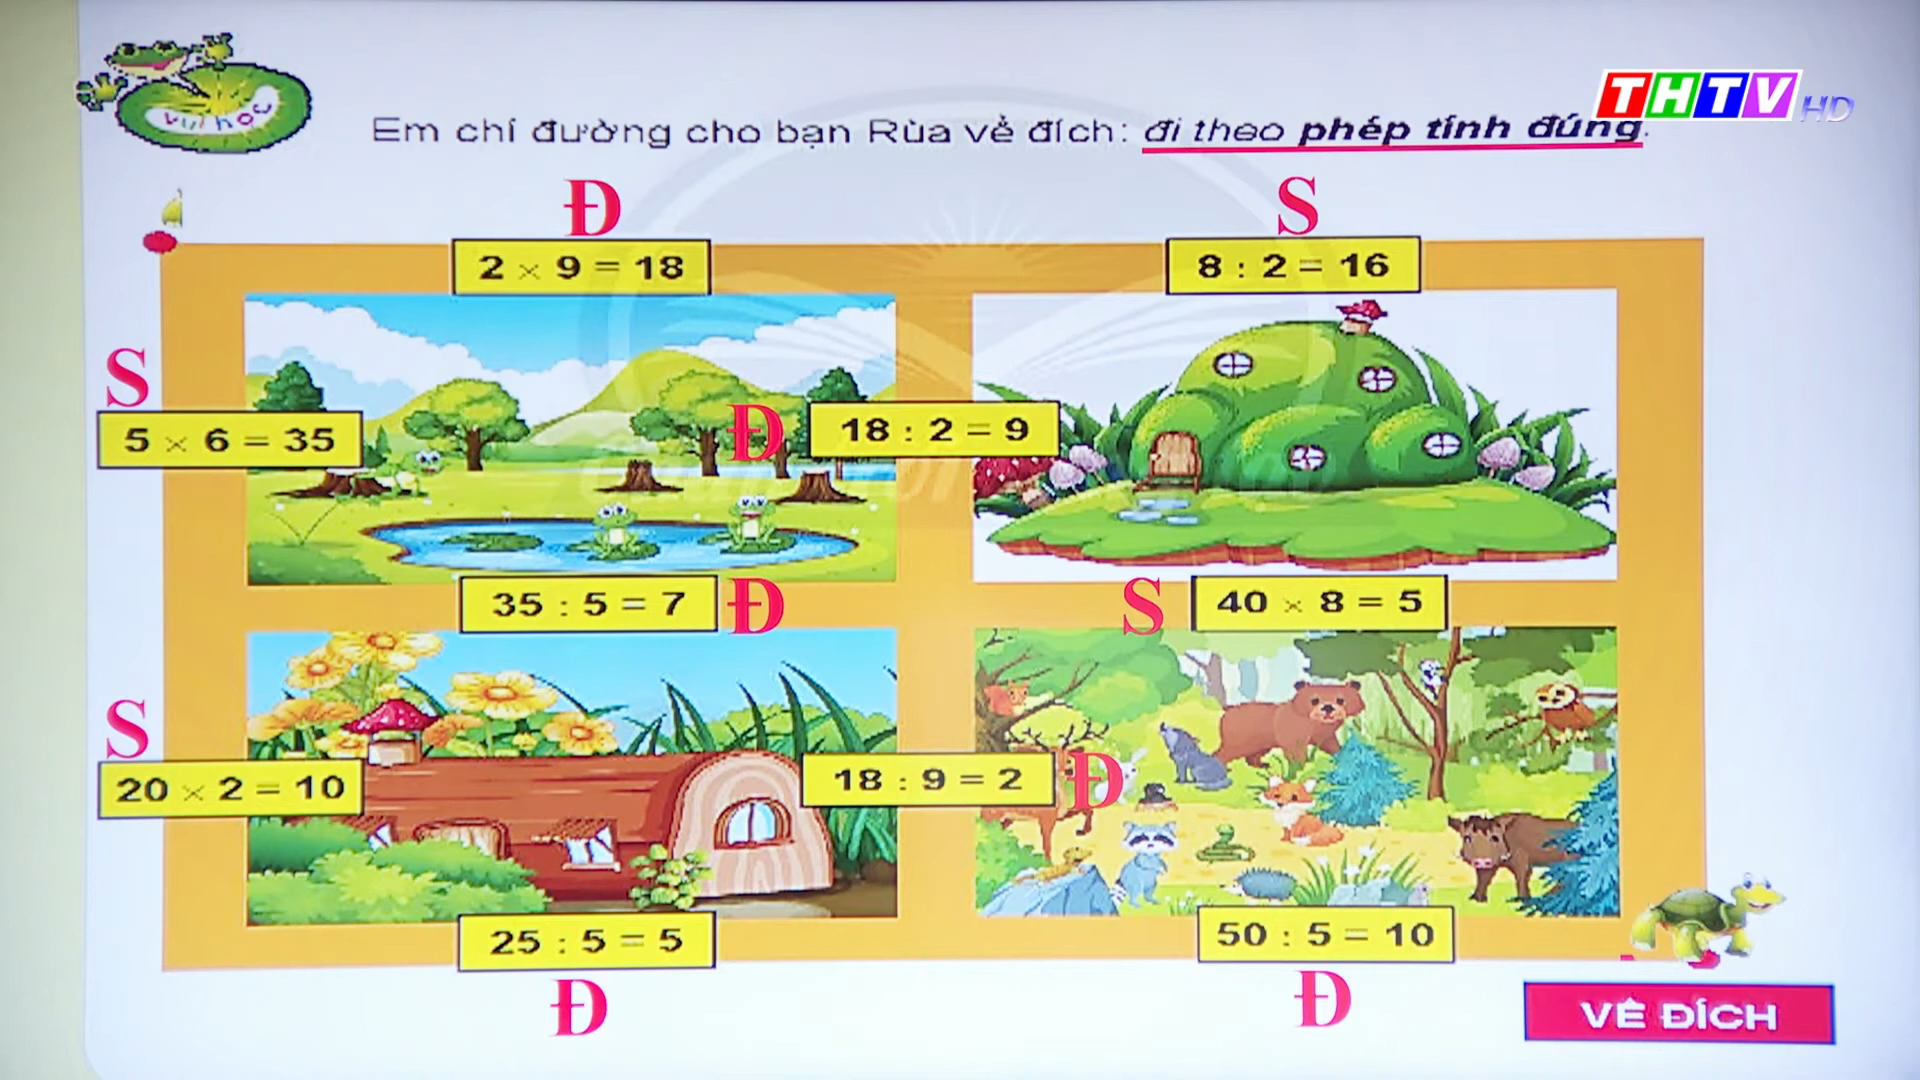 vui học
THTV HD
Em chỉ đường cho bạn Rùa về đích: đi theo phép tính đúng.
Đ
S
2 × 9 = 18
8 : 2 = 16
S
5 × 6 = 35
Đ
18 : 2 = 9
35 : 5 = 7
Đ
S
40 × 8 = 5
S
20 × 2 = 10
18 : 9 = 2
Đ
25 : 5 = 5
50 : 5 = 10
Đ
Đ
VỀ ĐÍCH